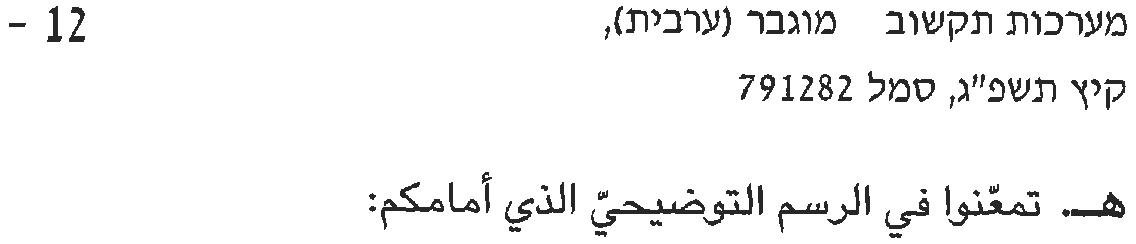 מערכות תקשוב מוגבר (ערבית), - 12
קיץ תשפ"ג, סמל 791282
هـ. تمعّنوا في الرسم التوضيحيّ الذي أمامكم: